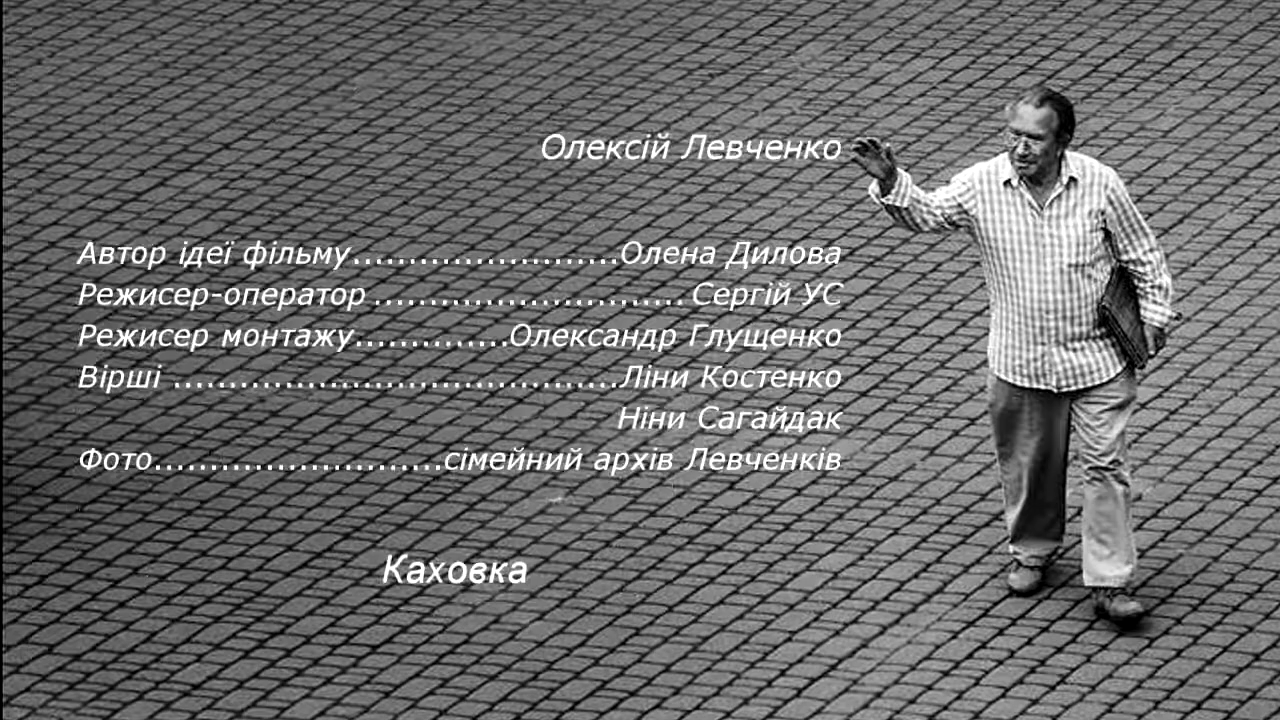 Олексій Левченко
Автор ідеї фільму........................Олена Дилова
Режисер-оператор ............................ Сергій УС
Режисер монтажу..............Олександр Глущенко
Вірші ........................................Ліни Костенко
Ніни Сагайдак
Фото..........................сімейний архів Левченків
Каховка